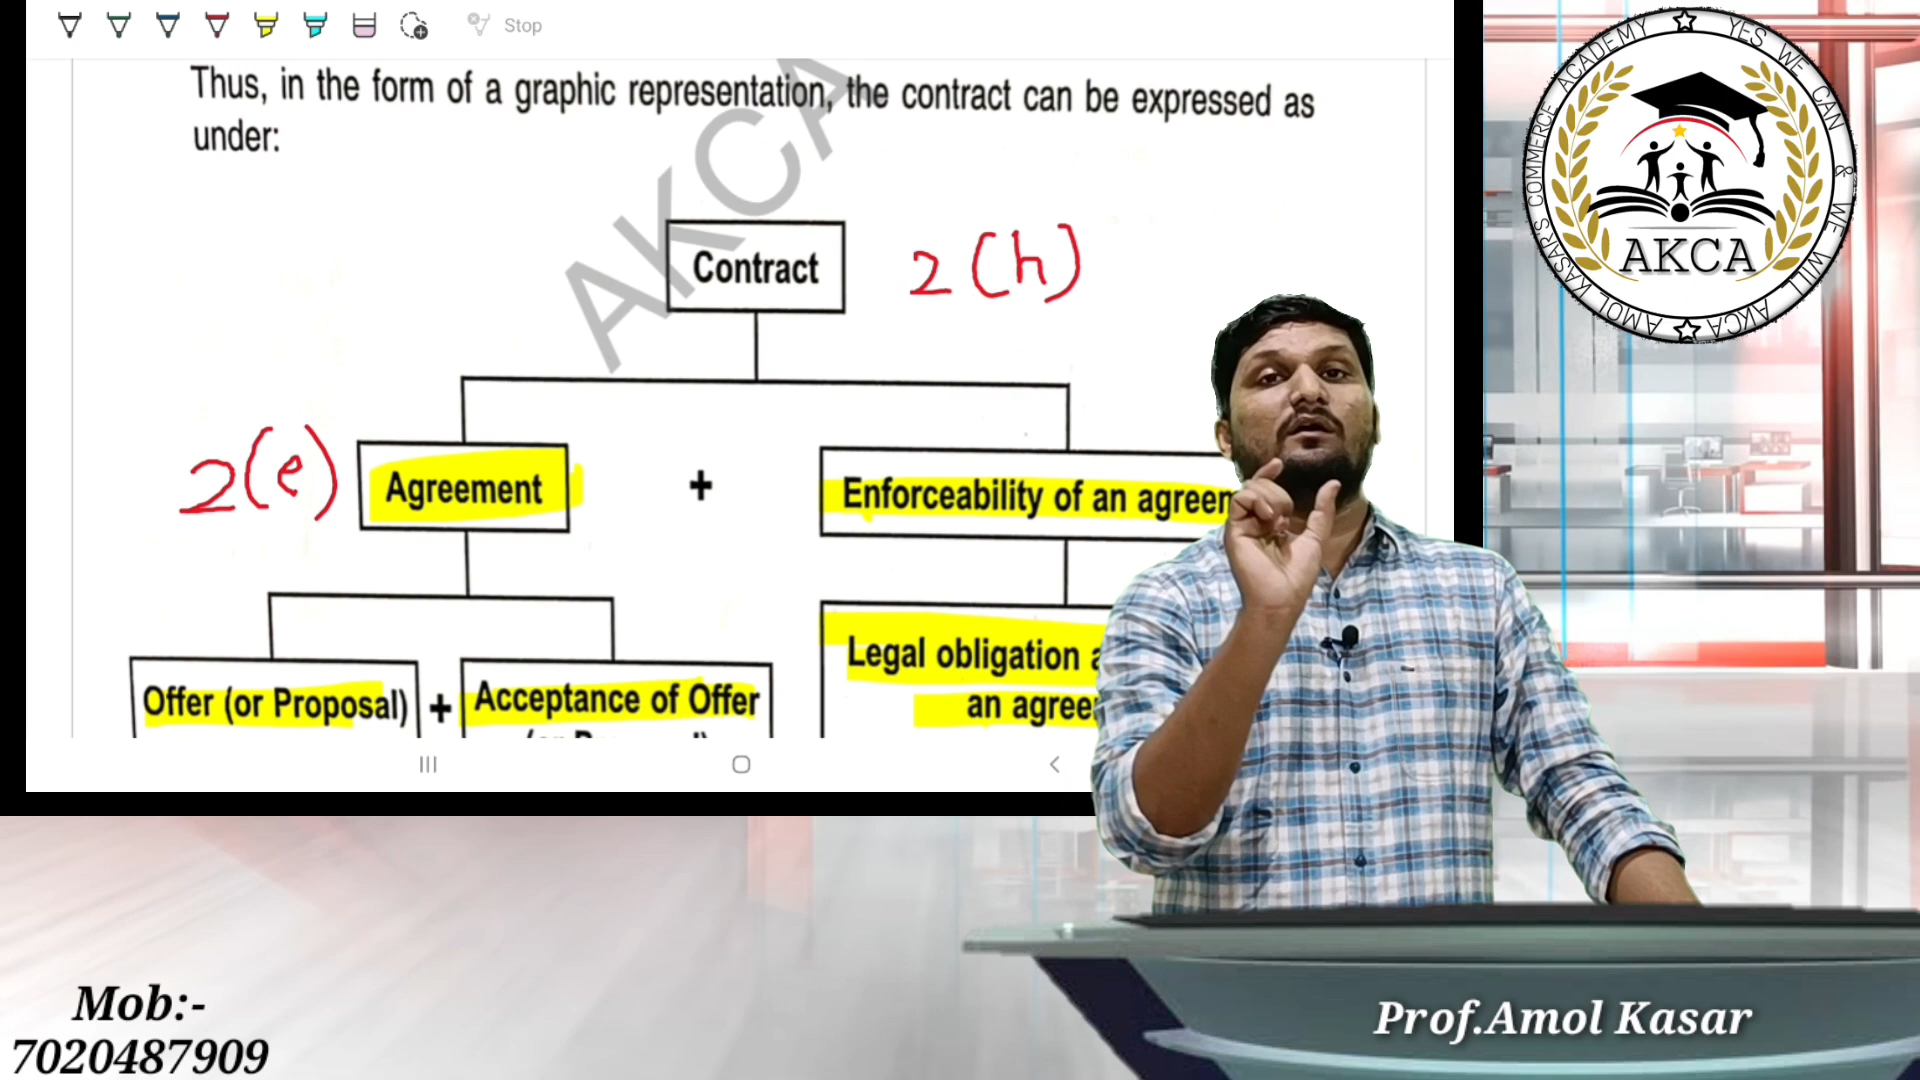 Stop
Thus, in the form of a graphic representation, the contract can be expressed as
under:
AKCA
Contract
2(h)
2(e)
Agreement
+
Enforceability of an agreem
Legal obligation a
an agree
Offer (or Proposal)
+
Acceptance of Offer
AMOL KASAR'S COMMERCE ACADEMY
YES WE CAN & WE WILL
AKCA
AKCA
Mob:-
7020487909
Prof.Amol Kasar